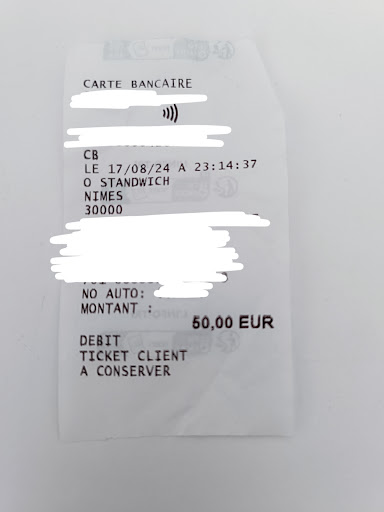 CARTE BANCAIRE
CB
LE 17/08/24 A 23:14:37
O STANDWICH
NIMES
30000
NO AUTO:
MONTANT :
50,00 EUR
DEBIT
TICKET CLIENT
A CONSERVER